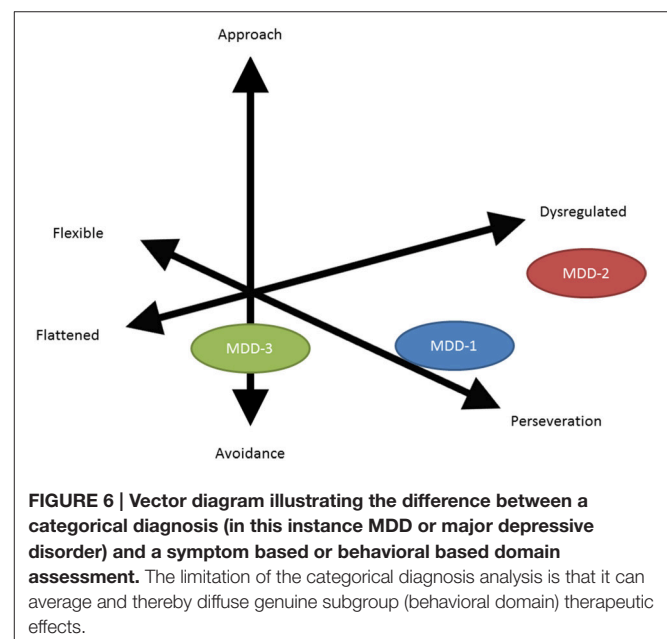 Approach
Flexible
Dysregulated
MDD-2
Flattened
MDD-3
MDD-1
Perseveration
Avoidance
FIGURE 6 | Vector diagram illustrating the difference between a
categorical diagnosis (in this instance MDD or major depressive
disorder) and a symptom based or behavioral based domain
assessment. The limitation of the categorical diagnosis analysis is that it can
average and thereby diffuse genuine subgroup (behavioral domain) therapeutic
effects.